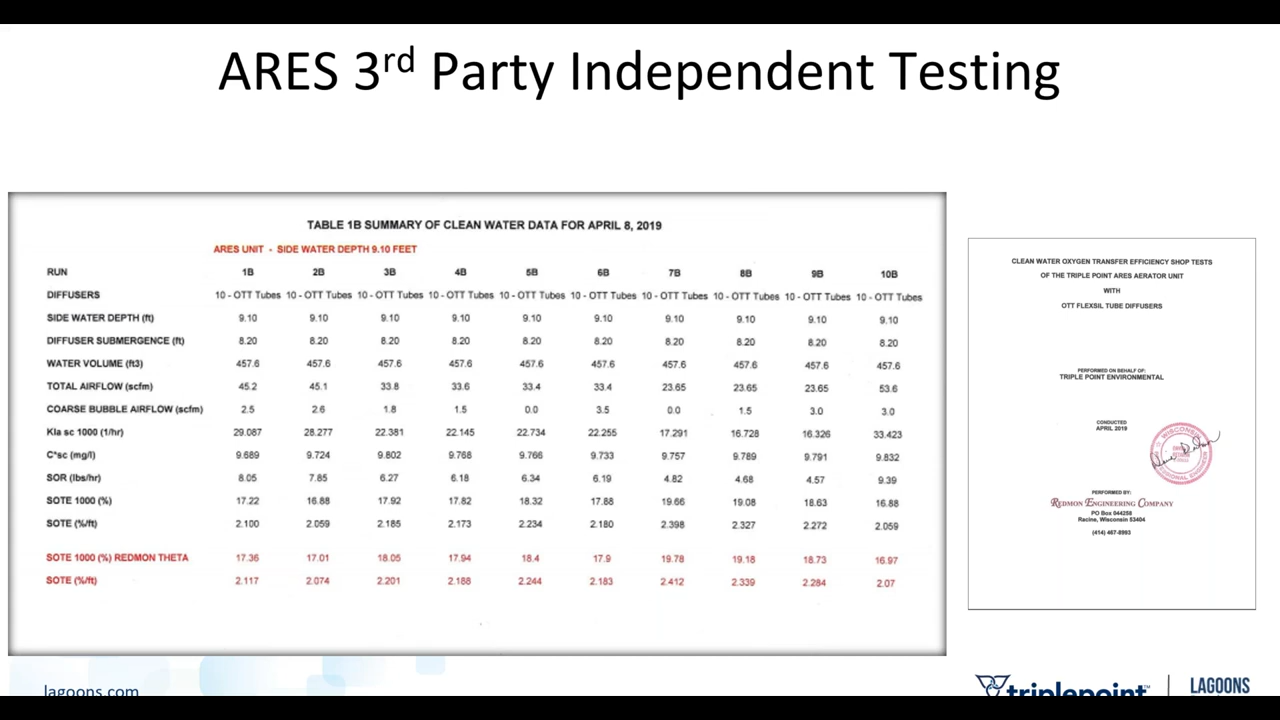 ARES 3rd Party Independent Testing
TABLE 1B SUMMARY OF CLEAN WATER DATA FOR APRIL 8, 2019
ARES UNIT - SIDE WATER DEPTH 9.10 FEET
RUN 1B 2B 3B 4B 5B 6B 7B 8B 9B 10B
DIFFUSERS 10 - OTT Tubes 10 - OTT Tubes 10 - OTT Tubes 10 - OTT Tubes 10 - OTT Tubes 10 - OTT Tubes 10 - OTT Tubes 10 - OTT Tubes 10 - OTT Tubes 10 - OTT Tubes
SIDE WATER DEPTH (ft) 9.10 9.10 9.10 9.10 9.10 9.10 9.10 9.10 9.10 9.10
DIFFUSER SUBMERGENCE (ft) 8.20 8.20 8.20 8.20 8.20 8.20 8.20 8.20 8.20 8.20
WATER VOLUME (ft3) 457.6 457.6 457.6 457.6 457.6 457.6 457.6 457.6 457.6 457.6
TOTAL AIRFLOW (scfm) 45.2 45.1 33.8 33.6 33.4 33.4 23.65 23.65 23.65 53.6
COARSE BUBBLE AIRFLOW (scfm) 2.5 2.6 1.8 1.5 0.0 3.5 0.0 1.5 3.0 3.0
Kla sc 1000 (1/hr) 29.087 28.277 22.381 22.145 22.734 22.255 17.291 16.728 16.326 33.423
C*sc (mg/l) 9.689 9.724 9.802 9.768 9.766 9.733 9.757 9.789 9.791 9.832
SOR (lbs/hr) 8.05 7.85 6.27 6.18 6.34 6.19 4.82 4.68 4.57 9.39
SOTE 1000 (%) 17.22 16.88 17.92 17.82 18.32 17.88 19.66 19.08 18.63 16.88
SOTE (%/ft) 2.100 2.059 2.185 2.173 2.234 2.180 2.398 2.327 2.272 2.059
SOTE 1000 (%) REDMON THETA 17.36 17.01 18.05 17.94 18.4 17.9 19.78 19.18 18.73 16.97
SOTE (%/ft) 2.117 2.074 2.201 2.188 2.244 2.183 2.412 2.339 2.284 2.07
CLEAN WATER OXYGEN TRANSFER EFFICIENCY SHOP TESTS
OF THE TRIPLE POINT ARES AERATOR UNIT
WITH
OTT FLEXSIL TUBE DIFFUSERS
PERFORMED ON BEHALF OF:
TRIPLE POINT ENVIRONMENTAL
CONDUCTED
APRIL 2019
WISCONSIN
PERFORMED BY:
REDMON ENGINEERING COMPANY
PO Box 044258
Racine, Wisconsin 53404
(414) 467-8993
lagoons.com
triplepoint™
LAGOONS